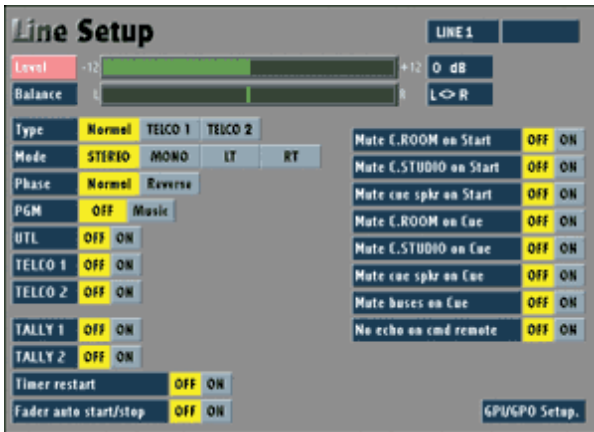 Line Setup
LINE 1
Level -12 +12 0 dB
Balance L R L<>R
Type Normal TELCO 1 TELCO 2
Mode STEREO MONO LT RT
Phase Normal Reverse
PGM OFF Music
UTL OFF ON
TELCO 1 OFF ON
TELCO 2 OFF ON
TALLY 1 OFF ON
TALLY 2 OFF ON
Timer restart OFF ON
Fader auto start/stop OFF ON
Mute C.ROOM on Start OFF ON
Mute C.STUDIO on Start OFF ON
Mute cue spkr on Start OFF ON
Mute C.ROOM on Cue OFF ON
Mute C.STUDIO on Cue OFF ON
Mute cue spkr on Cue OFF ON
Mute buses on Cue OFF ON
No echo on cmd remote OFF ON
GPI/GPO Setup.